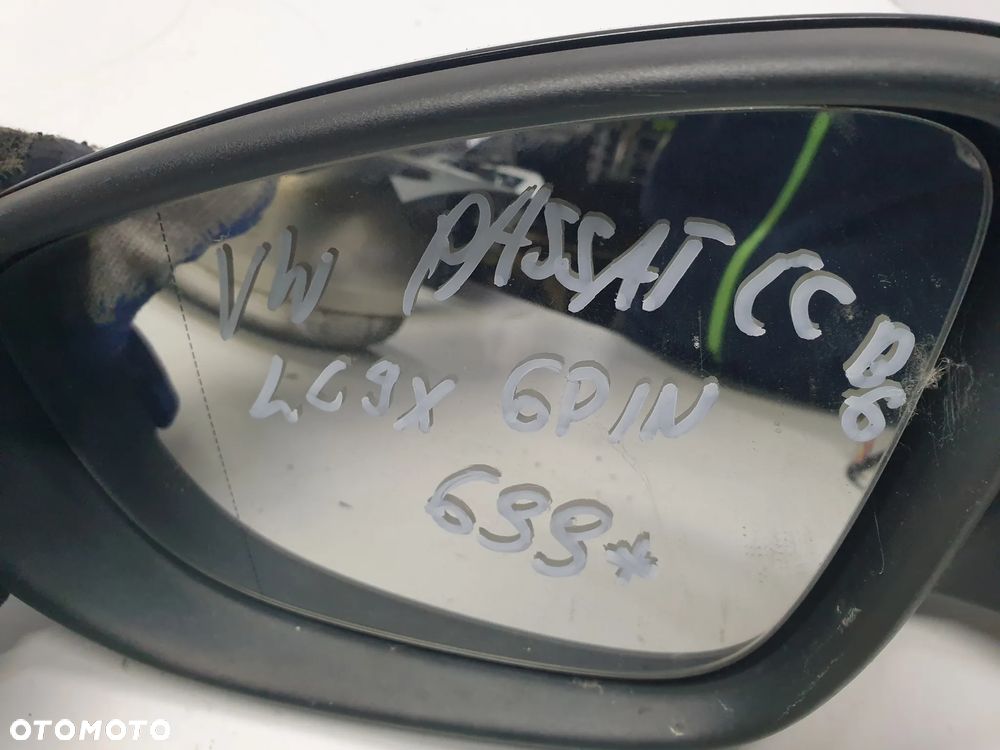 VW PASSAT CC B6
LC9X 6PIN
699*
OTOMOTO